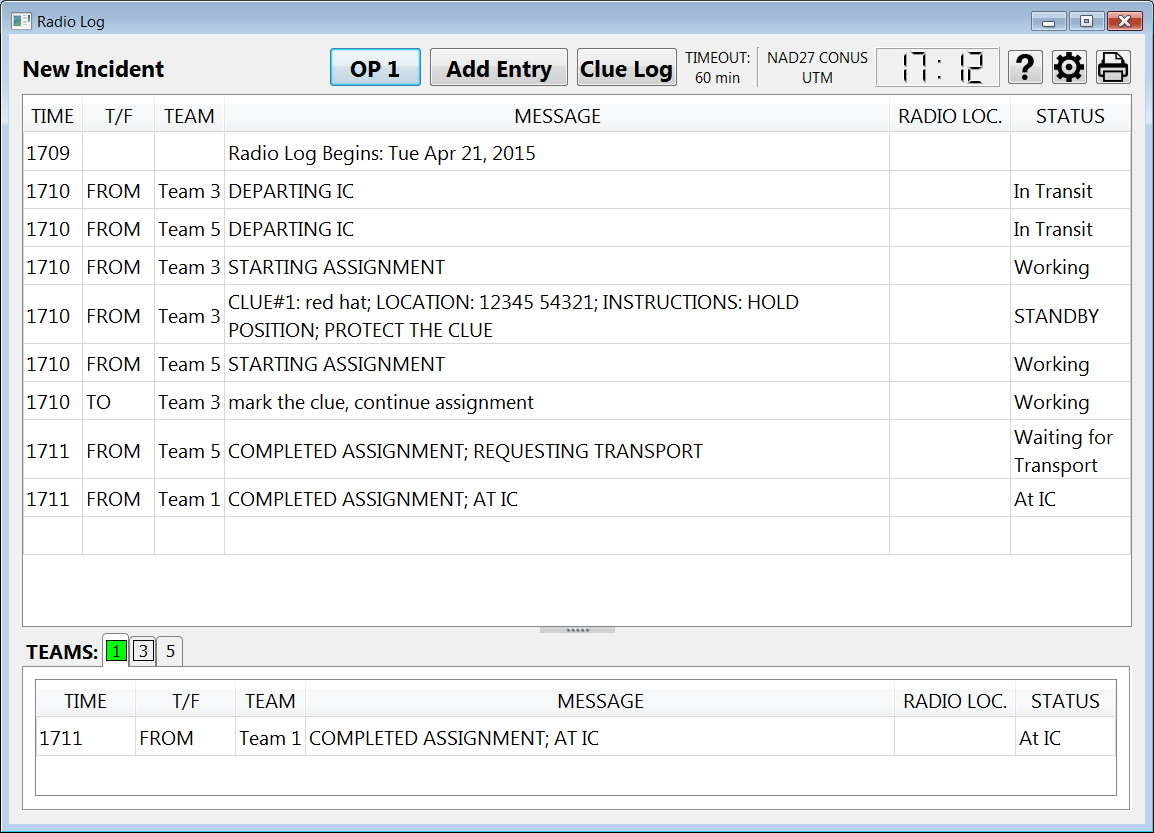 Radio Log
New Incident OP 1 Add Entry Clue Log TIMEOUT: 60 min NAD27 CONUS UTM 17:12 ?
TIME T/F TEAM MESSAGE RADIO LOC. STATUS
1709 Radio Log Begins: Tue Apr 21, 2015
1710 FROM Team 3 DEPARTING IC In Transit
1710 FROM Team 5 DEPARTING IC In Transit
1710 FROM Team 3 STARTING ASSIGNMENT Working
1710 FROM Team 3 CLUE#1: red hat; LOCATION: 12345 54321; INSTRUCTIONS: HOLD
POSITION; PROTECT THE CLUE STANDBY
1710 FROM Team 5 STARTING ASSIGNMENT Working
1710 TO Team 3 mark the clue, continue assignment Working
1711 FROM Team 5 COMPLETED ASSIGNMENT; REQUESTING TRANSPORT Waiting for
Transport
1711 FROM Team 1 COMPLETED ASSIGNMENT; AT IC At IC
TEAMS: 1 3 5
TIME T/F TEAM MESSAGE RADIO LOC. STATUS
1711 FROM Team 1 COMPLETED ASSIGNMENT; AT IC At IC